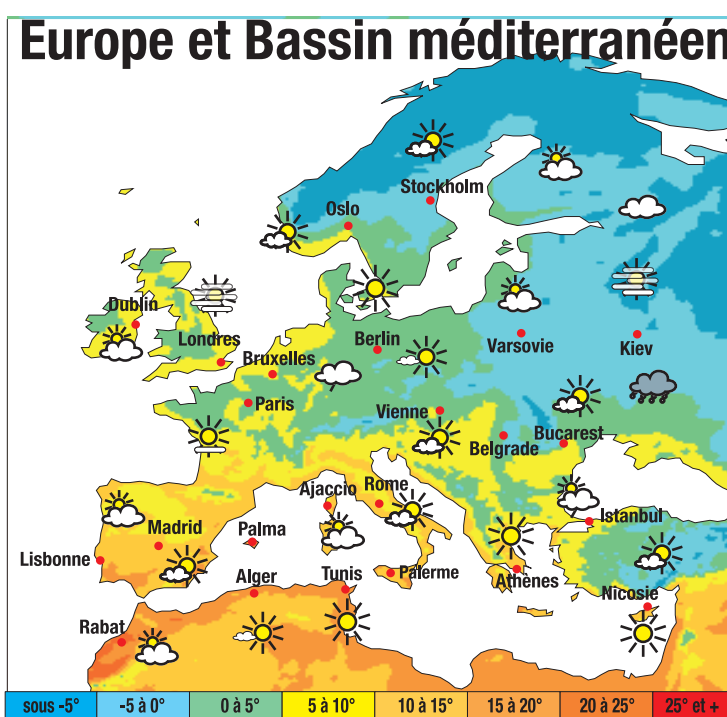 Europe et Bassin méditerranéen
Stockholm
Oslo
Dublin
Londres
Berlin
Varsovie
Kiev
Bruxelles
Paris
Vienne
Belgrade
Bucarest
Ajaccio
Rome
Istanbul
Madrid
Palma
Lisbonne
Alger
Tunis
Palerme
Athènes
Nicosie
Rabat
sous -5°
-5 à 0°
0 à 5°
5 à 10°
10 à 15°
15 à 20°
20 à 25°
25° et +